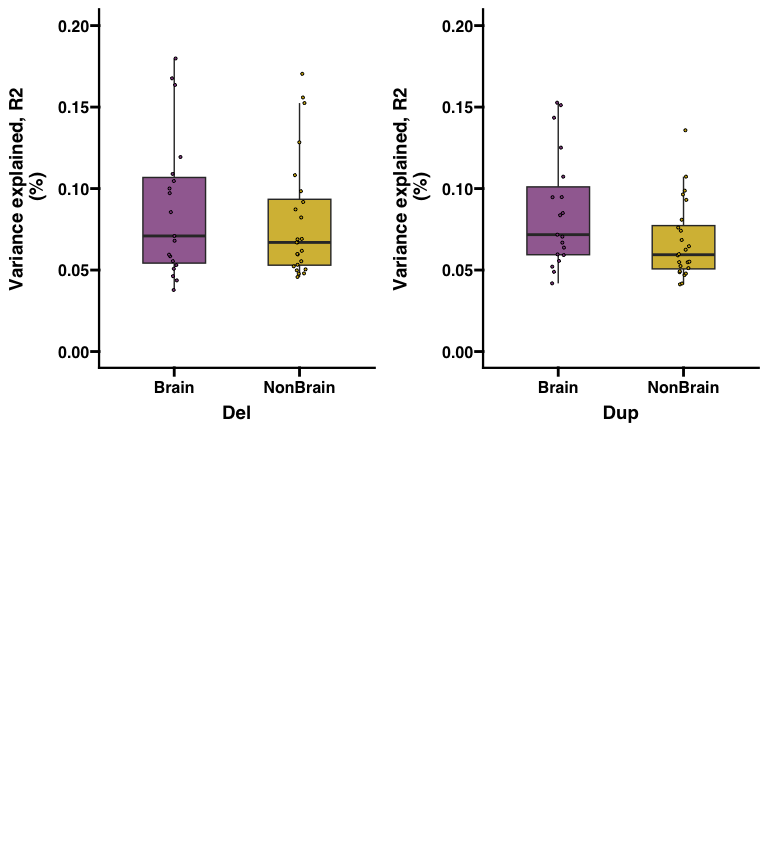 Variance explained, R2
(%)
0.20
0.15
0.10
0.05
0.00
Brain
NonBrain
Del
Variance explained, R2
(%)
0.20
0.15
0.10
0.05
0.00
Brain
NonBrain
Dup